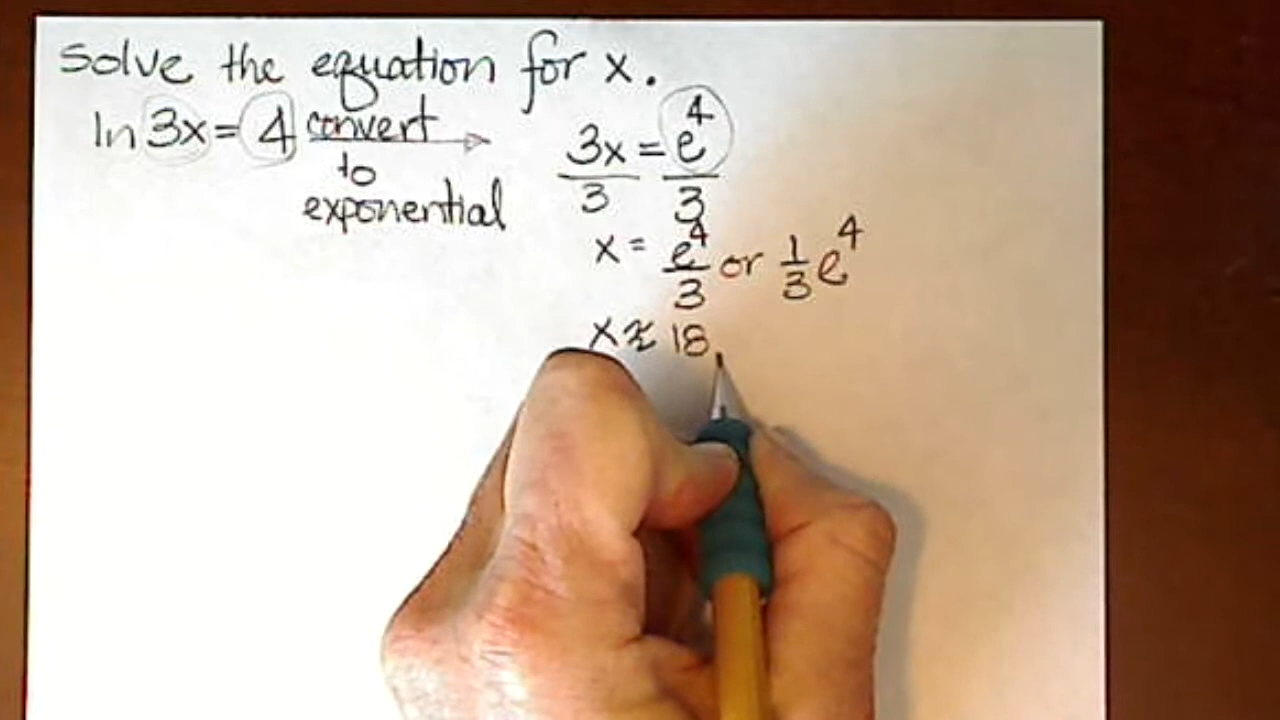 Solve the equation for x.
ln 3x = 4 convert to exponential
3x = e^4
3 3
x = e^4/3 or 1/3 e^4
x ≈ 18.